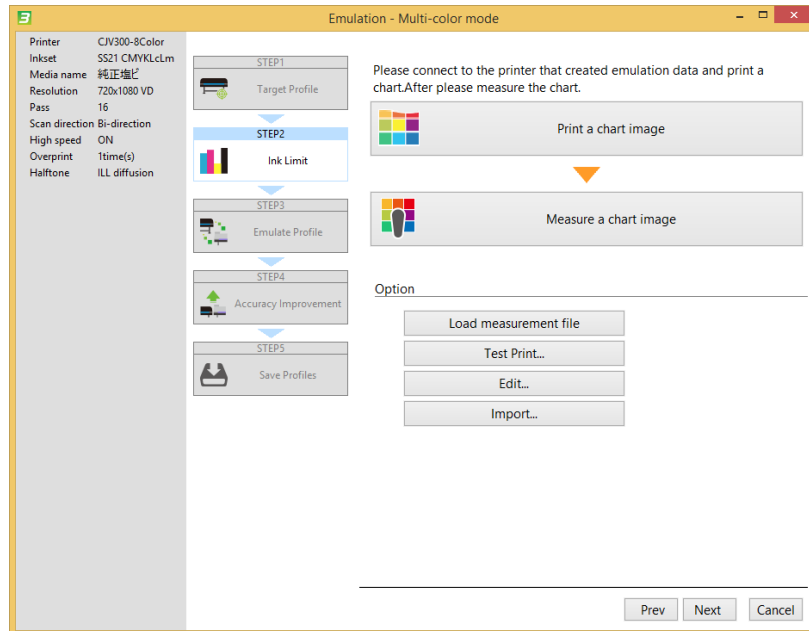 Emulation - Multi-color mode
Printer CJV300-8Color
Inkset SS21 CMYKLcLm
Media name 純正塩ビ
Resolution 720x1080 VD
Pass 16
Scan direction Bi-direction
High speed ON
Overprint 1time(s)
Halftone ILL diffusion
STEP1
Target Profile
STEP2
Ink Limit
STEP3
Emulate Profile
STEP4
Accuracy Improvement
STEP5
Save Profiles
Please connect to the printer that created emulation data and print a
chart.After please measure the chart.
Print a chart image
Measure a chart image
Option
Load measurement file
Test Print...
Edit...
Import...
Prev Next Cancel